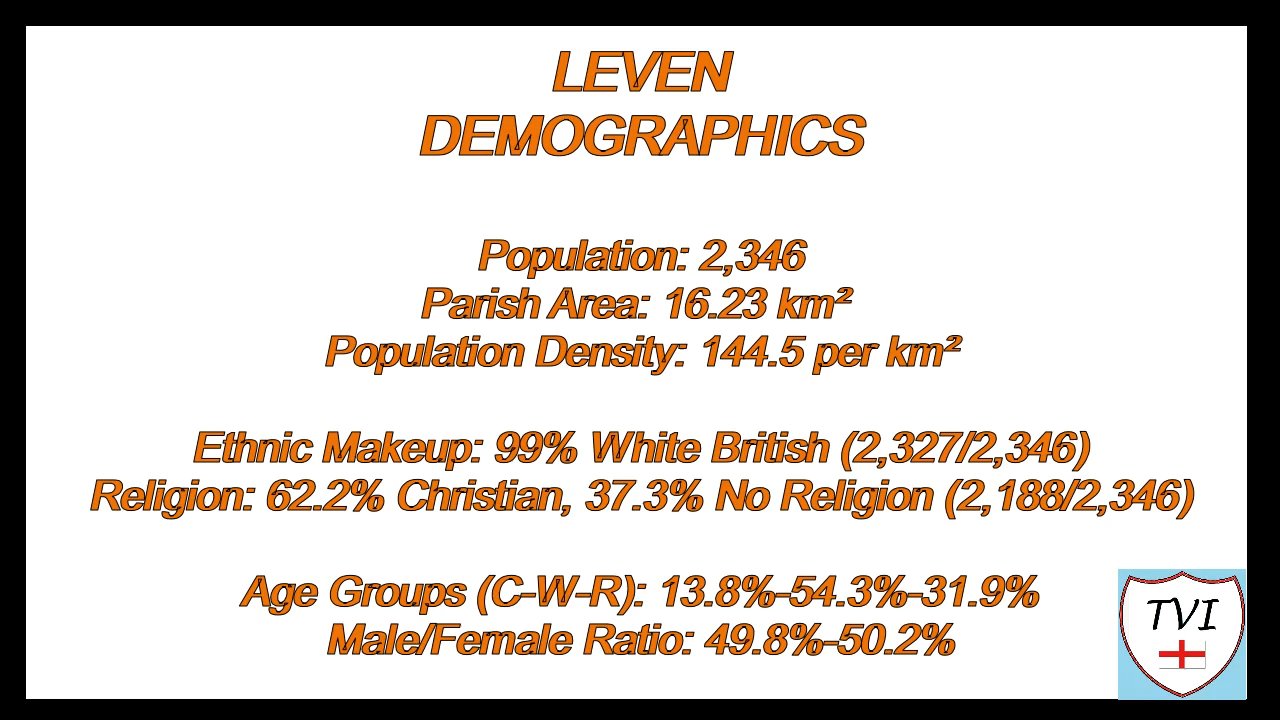 LEVEN
DEMOGRAPHICS
Population: 2,346
Parish Area: 16.23 km²
Population Density: 144.5 per km²
Ethnic Makeup: 99% White British (2,327/2,346)
Religion: 62.2% Christian, 37.3% No Religion (2,188/2,346)
Age Groups (C-W-R): 13.8%-54.3%-31.9%
Male/Female Ratio: 49.8%-50.2%
TVI